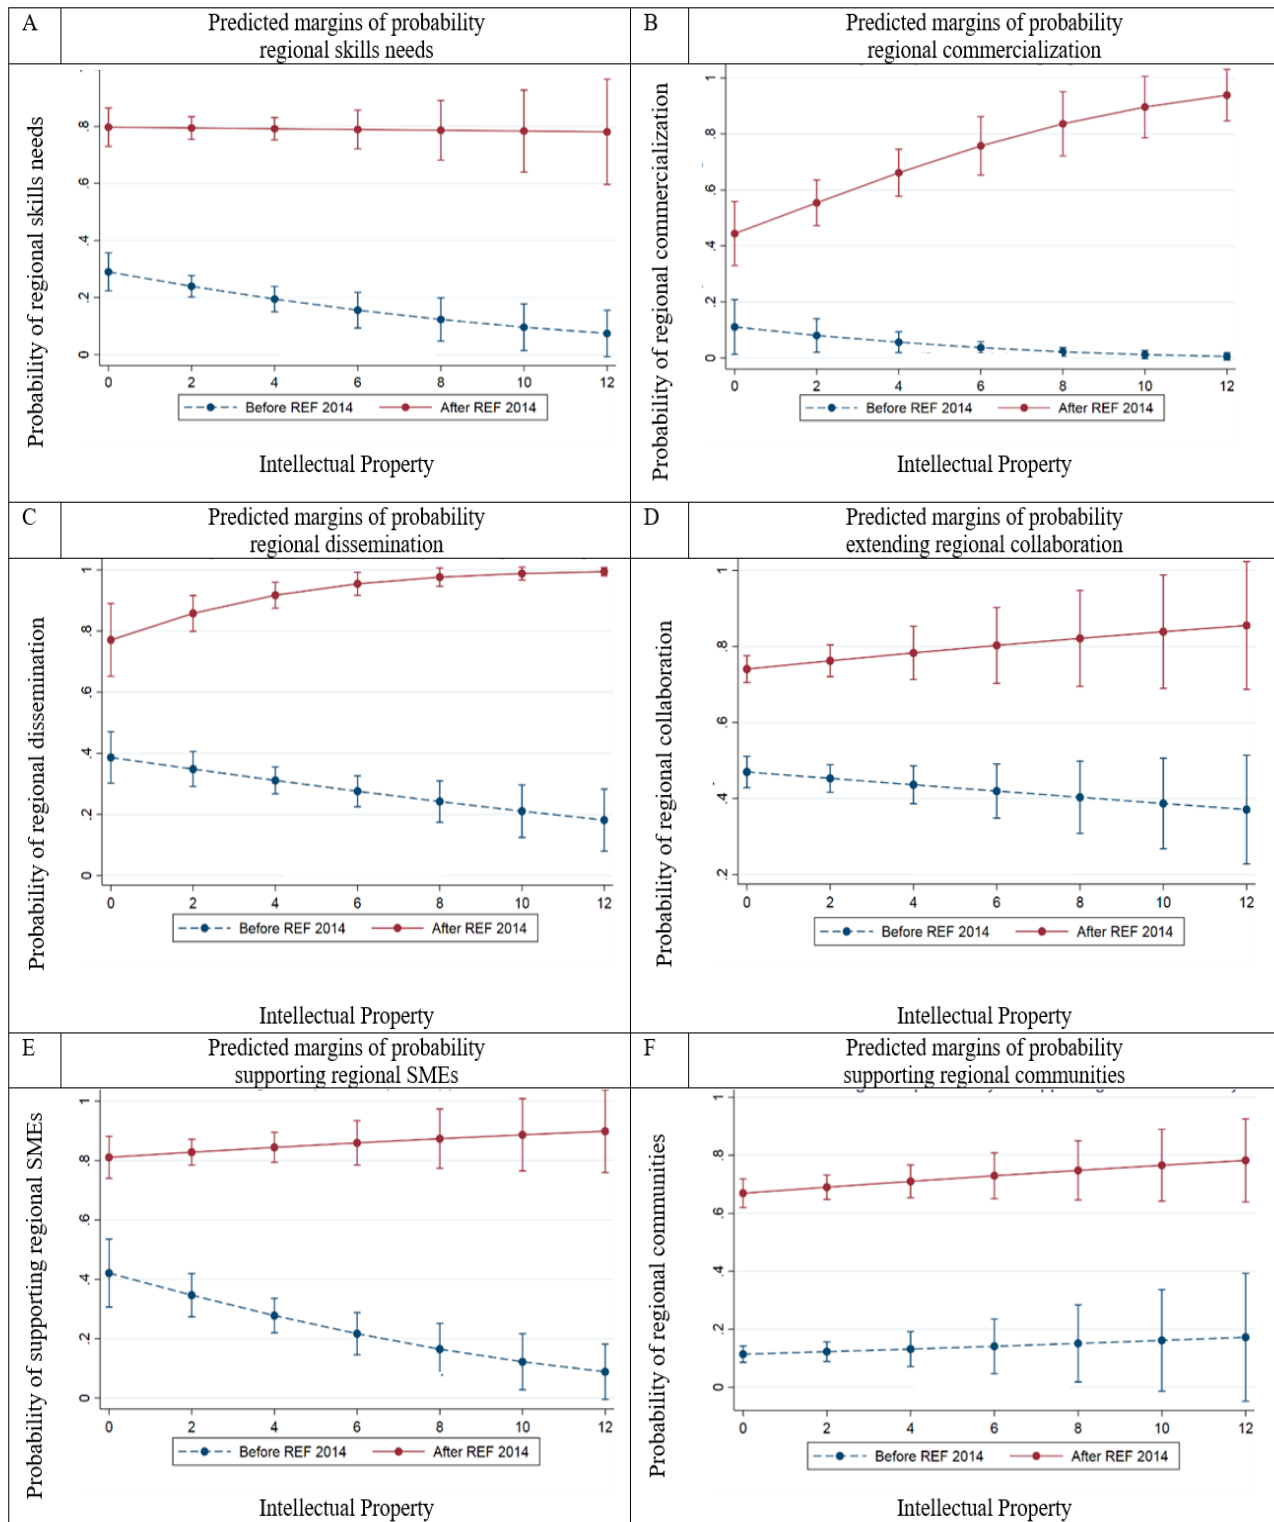 A
Predicted margins of probability
regional skills needs
Probability of regional skills needs
.8
.6
.4
.2
0
0 2 4 6 8 10 12
Before REF 2014 After REF 2014
Intellectual Property
B
Predicted margins of probability
regional commercialization
Probability of regional commercialization
1
.8
.6
.4
.2
0
0 2 4 6 8 10 12
Before REF 2014 After REF 2014
Intellectual Property
C
Predicted margins of probability
regional dissemination
Probability of regional dissemination
1
.8
.6
.4
.2
0
0 2 4 6 8 10 12
Before REF 2014 After REF 2014
Intellectual Property
D
Predicted margins of probability
extending regional collaboration
Probability of regional collaboration
1
.8
.6
.4
.2
0 2 4 6 8 10 12
Before REF 2014 After REF 2014
Intellectual Property
E
Predicted margins of probability
supporting regional SMEs
Probability of supporting regional SMEs
1
.8
.6
.4
.2
0
0 2 4 6 8 10 12
Before REF 2014 After REF 2014
Intellectual Property
F
Predicted margins of probability
supporting regional communities
Probability of regional communities
1
.8
.6
.4
.2
0
0 2 4 6 8 10 12
Before REF 2014 After REF 2014
Intellectual Property